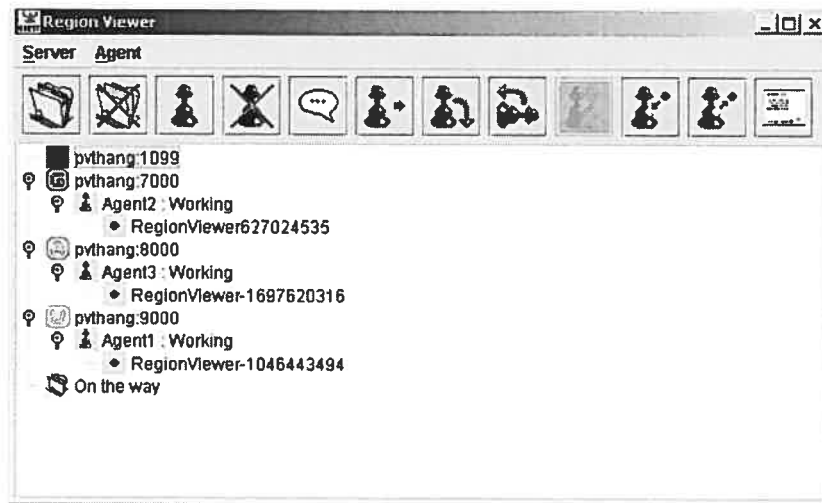 Region Viewer
Server Agent
pvthang:1099
pvthang:7000
Agent2 : Working
RegionViewer627024535
pvthang:8000
Agent3 : Working
RegionViewer-1697620316
pvthang:9000
Agent1 : Working
RegionViewer-1046443494
On the way